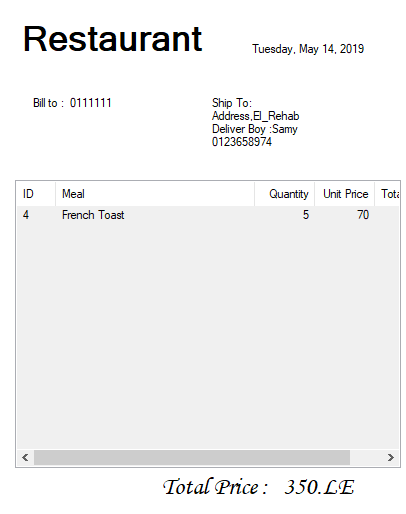 Restaurant
Tuesday, May 14, 2019
Bill to : 0111111
Ship To:
Address,El_Rehab
Deliver Boy :Samy
0123658974
ID Meal Quantity Unit Price Tota
4 French Toast 5 70
Total Price : 350.LE